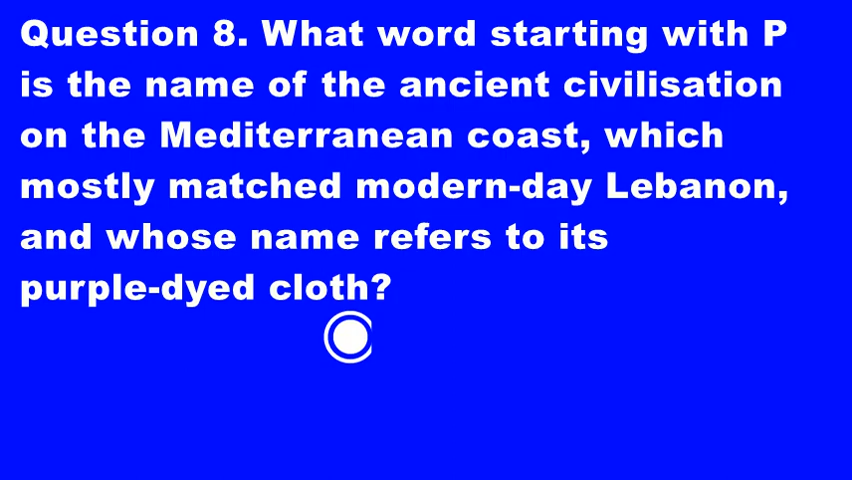 Question 8. What word starting with P
is the name of the ancient civilisation
on the Mediterranean coast, which
mostly matched modern-day Lebanon,
and whose name refers to its
purple-dyed cloth?